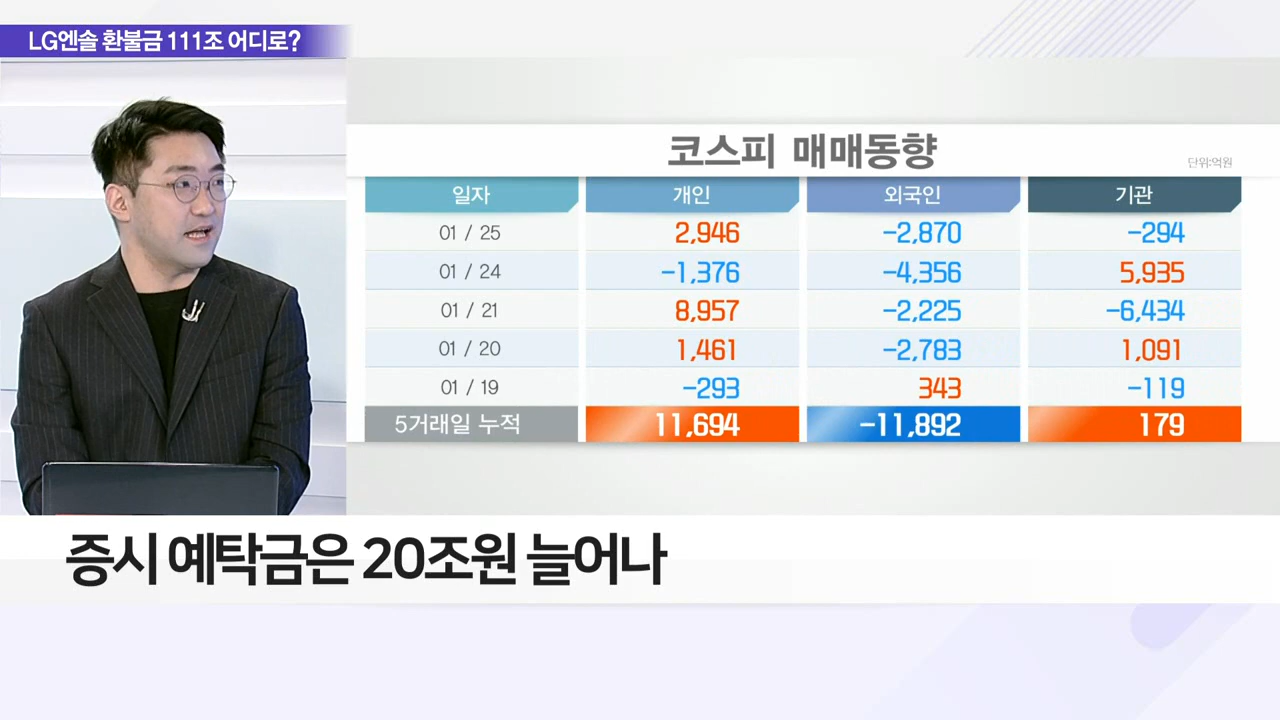 LG엔솔 환불금 111조 어디로?
코스피 매매동향
단위:억원
일자 개인 외국인 기관
01 / 25 2,946 -2,870 -294
01 / 24 -1,376 -4,356 5,935
01 / 21 8,957 -2,225 -6,434
01 / 20 1,461 -2,783 1,091
01 / 19 -293 343 -119
5거래일 누적 11,694 -11,892 179
증시 예탁금은 20조원 늘어나